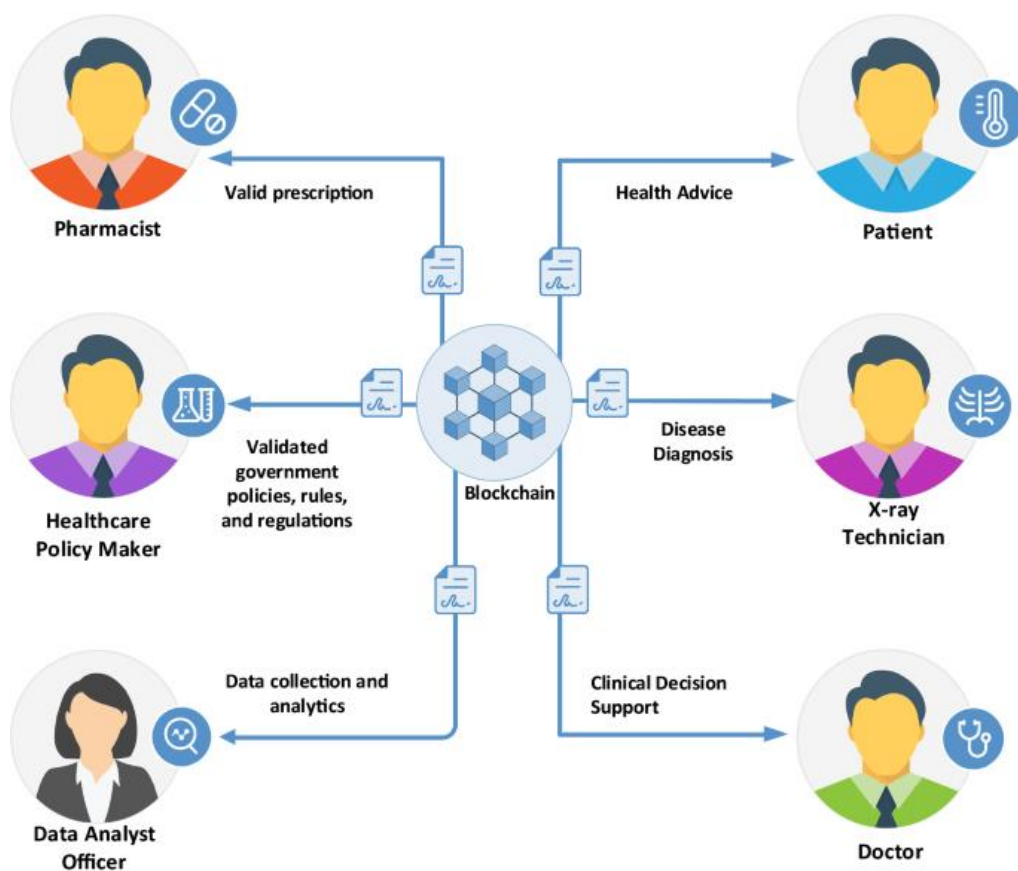 Valid prescription
Pharmacist
Health Advice
Patient
Validated
government
policies, rules,
and regulations
Healthcare
Policy Maker
Blockchain
Disease
Diagnosis
X-ray
Technician
Data collection and
analytics
Data Analyst
Officer
Clinical Decision
Support
Doctor